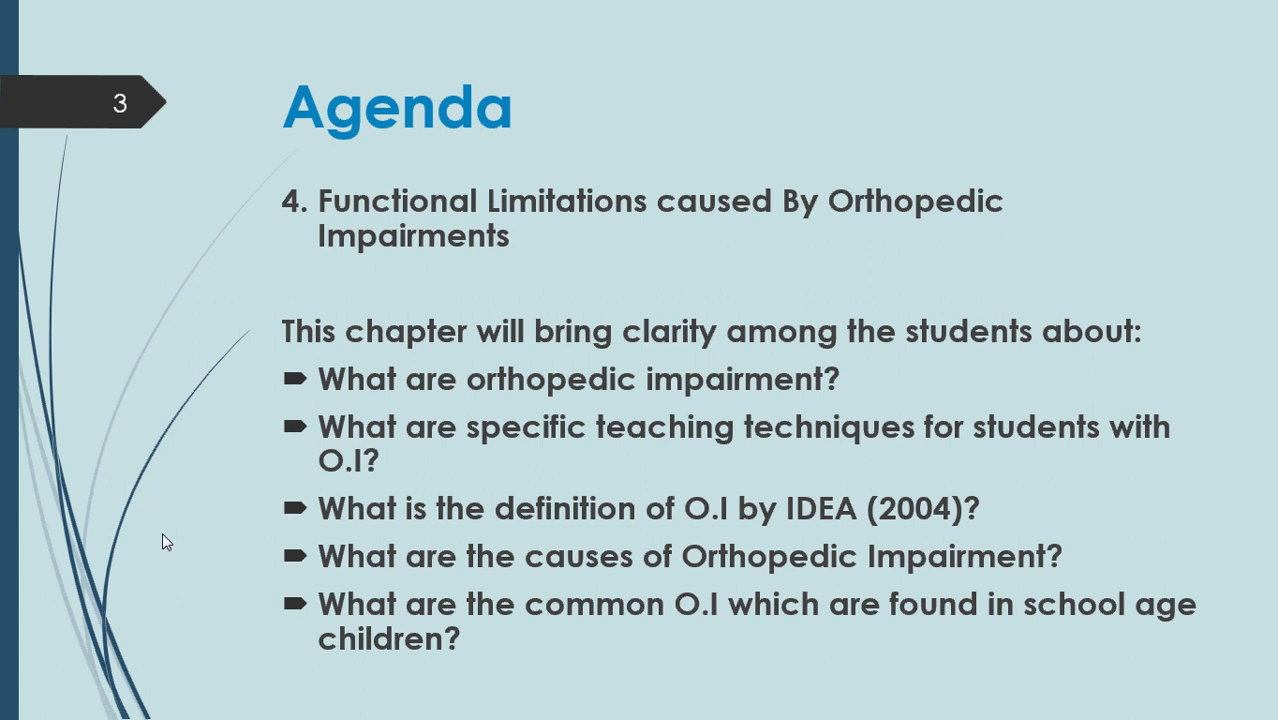 3
Agenda
4. Functional Limitations caused By Orthopedic
Impairments
This chapter will bring clarity among the students about:
What are orthopedic impairment?
What are specific teaching techniques for students with
O.I?
What is the definition of O.I by IDEA (2004)?
What are the causes of Orthopedic Impairment?
What are the common O.I which are found in school age
children?